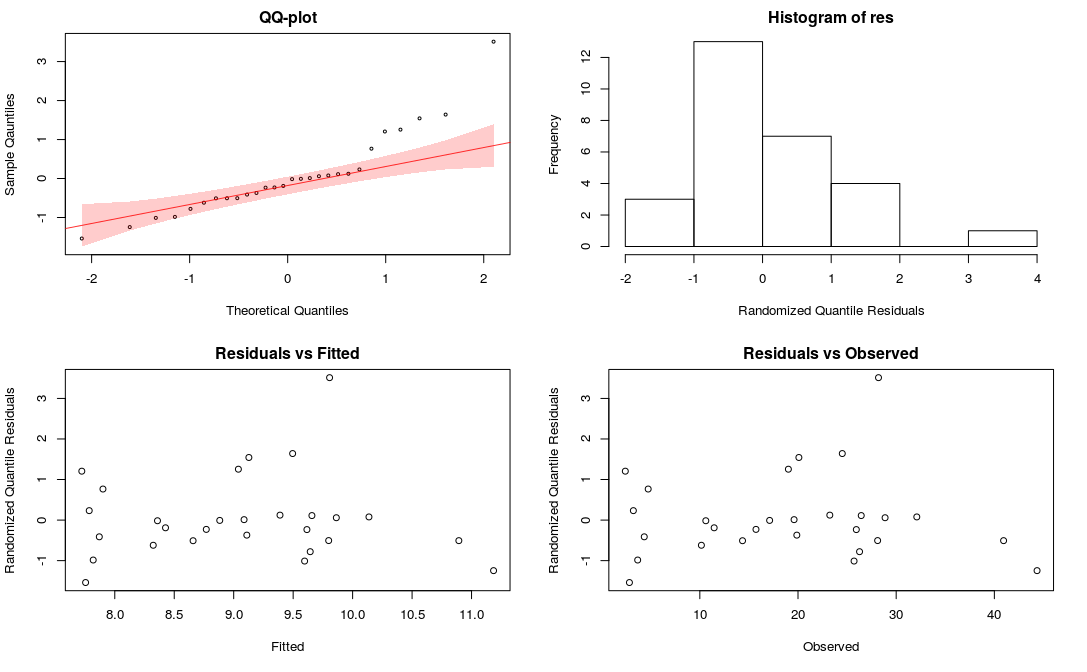 QQ-plot
Sample Qauntiles
3
2
1
0
-1
-2 -1 0 1 2
Theoretical Quantiles
Histogram of res
Frequency
12
10
8
6
4
2
0
-2 -1 0 1 2 3 4
Randomized Quantile Residuals
Residuals vs Fitted
Randomized Quantile Residuals
3
2
1
0
-1
8.0 8.5 9.0 9.5 10.0 10.5 11.0
Fitted
Residuals vs Observed
Randomized Quantile Residuals
3
2
1
0
-1
10 20 30 40
Observed